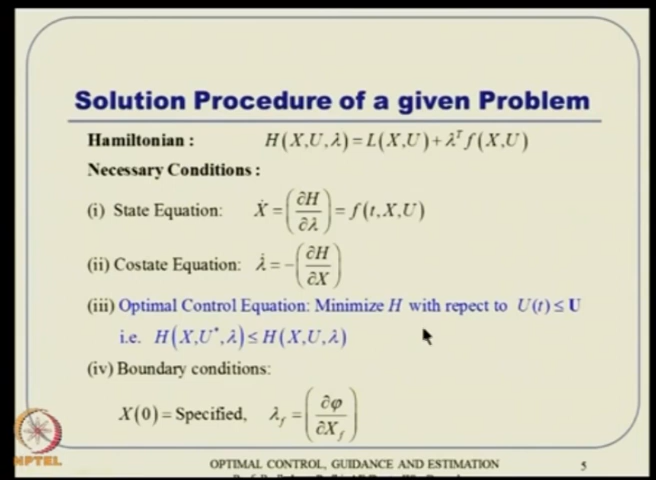 Solution Procedure of a given Problem
Hamiltonian : H(X,U,λ)=L(X,U)+λᵀf(X,U)
Necessary Conditions :
(i) State Equation: Ẋ = (∂H/∂λ) = f(t,X,U)
(ii) Costate Equation: λ̇ = −(∂H/∂X)
(iii) Optimal Control Equation: Minimize H with repect to U(t) ≤ U
i.e. H(X,U*,λ) ≤ H(X,U,λ)
(iv) Boundary conditions:
X(0) = Specified, λ_f = (∂φ/∂X_f)
NPTEL
OPTIMAL CONTROL, GUIDANCE AND ESTIMATION 5